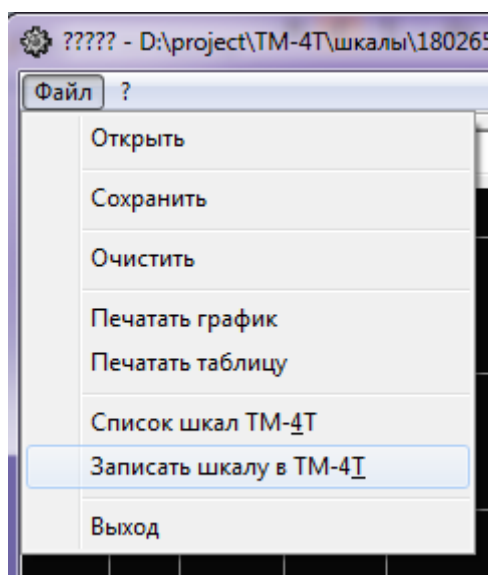 ????? - D:\project\TM-4T\шкалы\180265
Файл ?
Открыть
Сохранить
Очистить
Печатать график
Печатать таблицу
Список шкал ТМ-4Т
Записать шкалу в ТМ-4Т
Выход